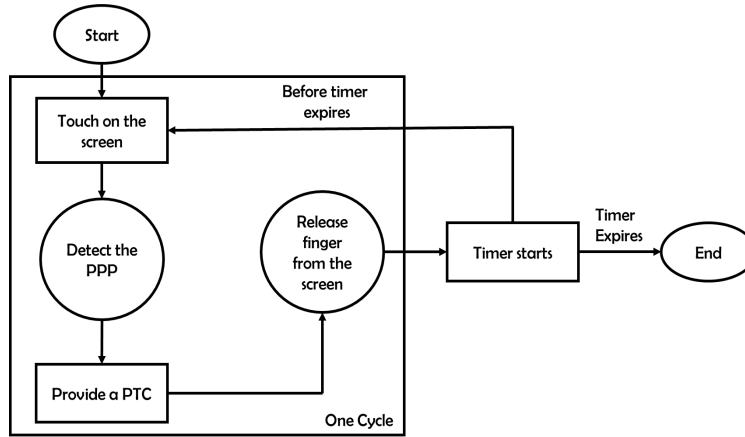 Start
Before timer
expires
Touch on the
screen
Detect the
PPP
Release
finger
from the
screen
Timer starts
Timer
Expires
End
Provide a PTC
One Cycle